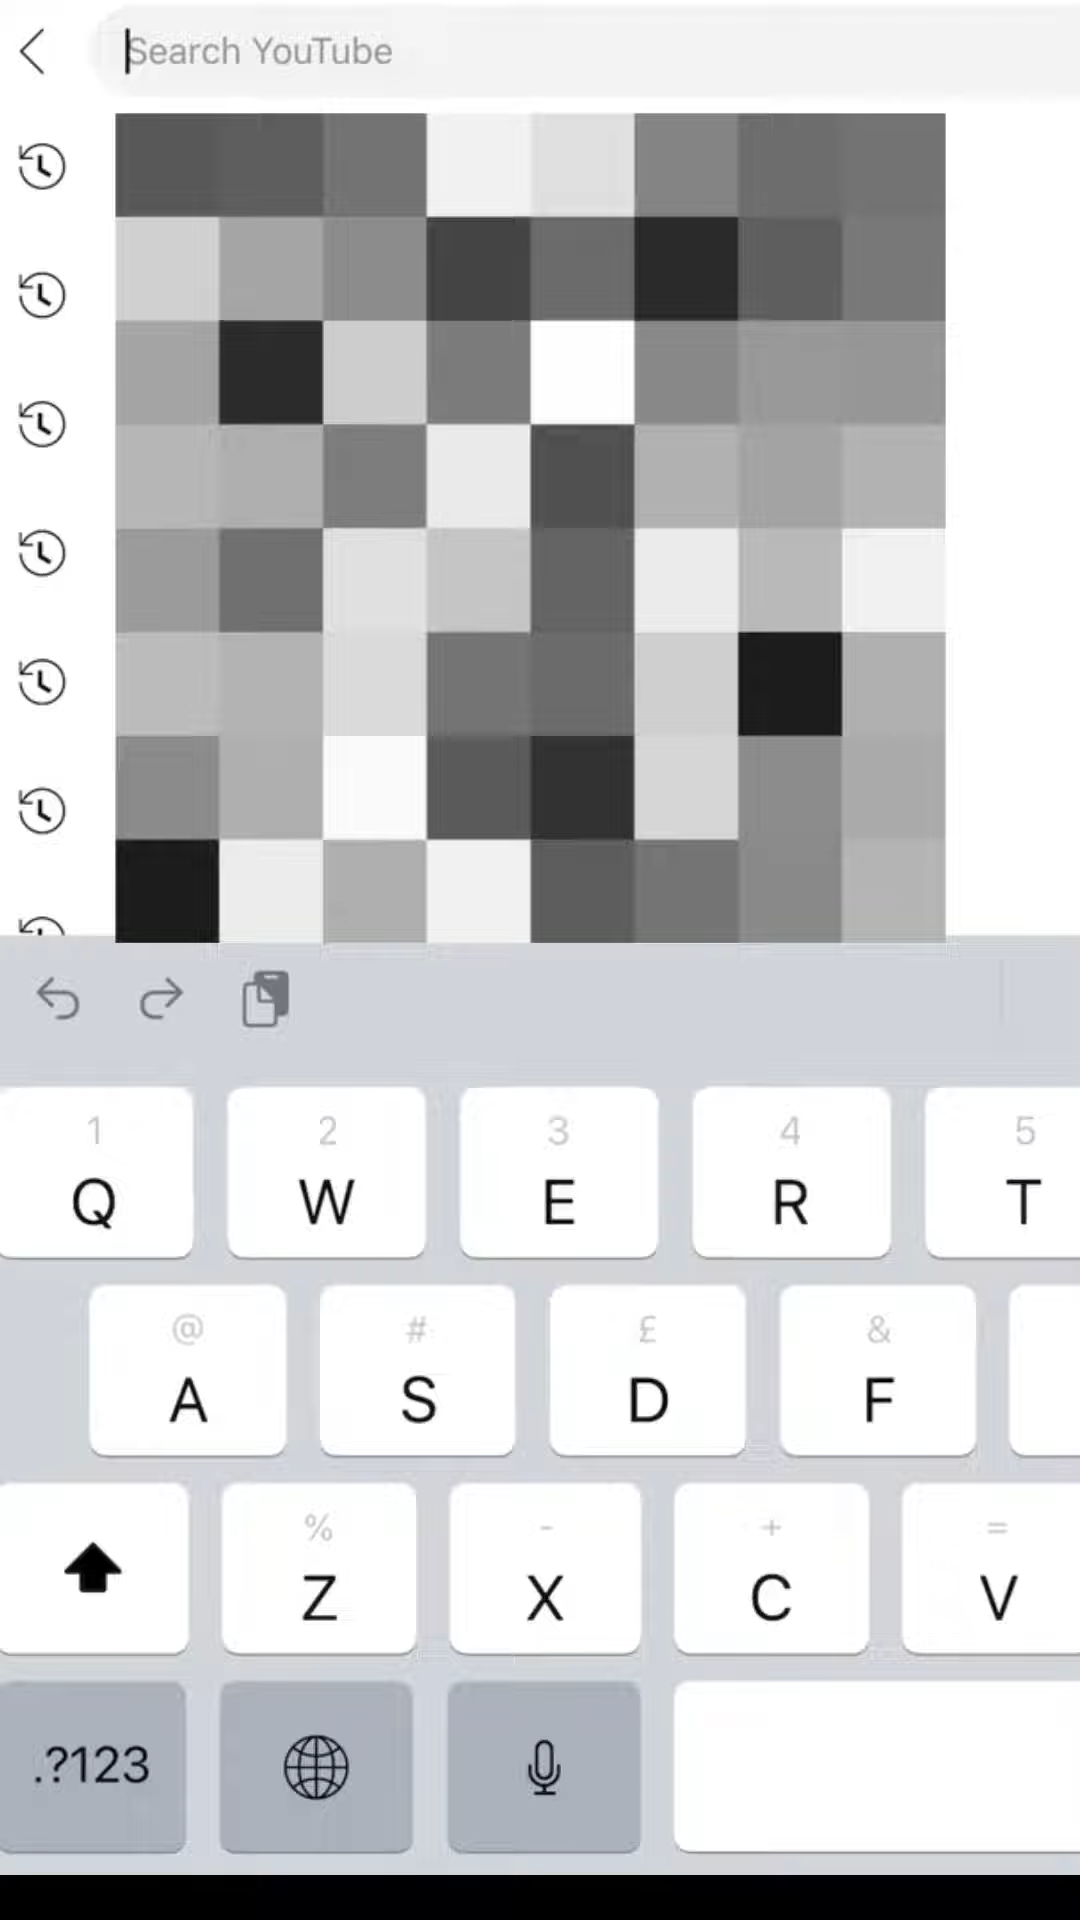 Search YouTube
1 2 3 4 5
Q W E R T
@ # £ &
A S D F
% - + =
Z X C V
.?123